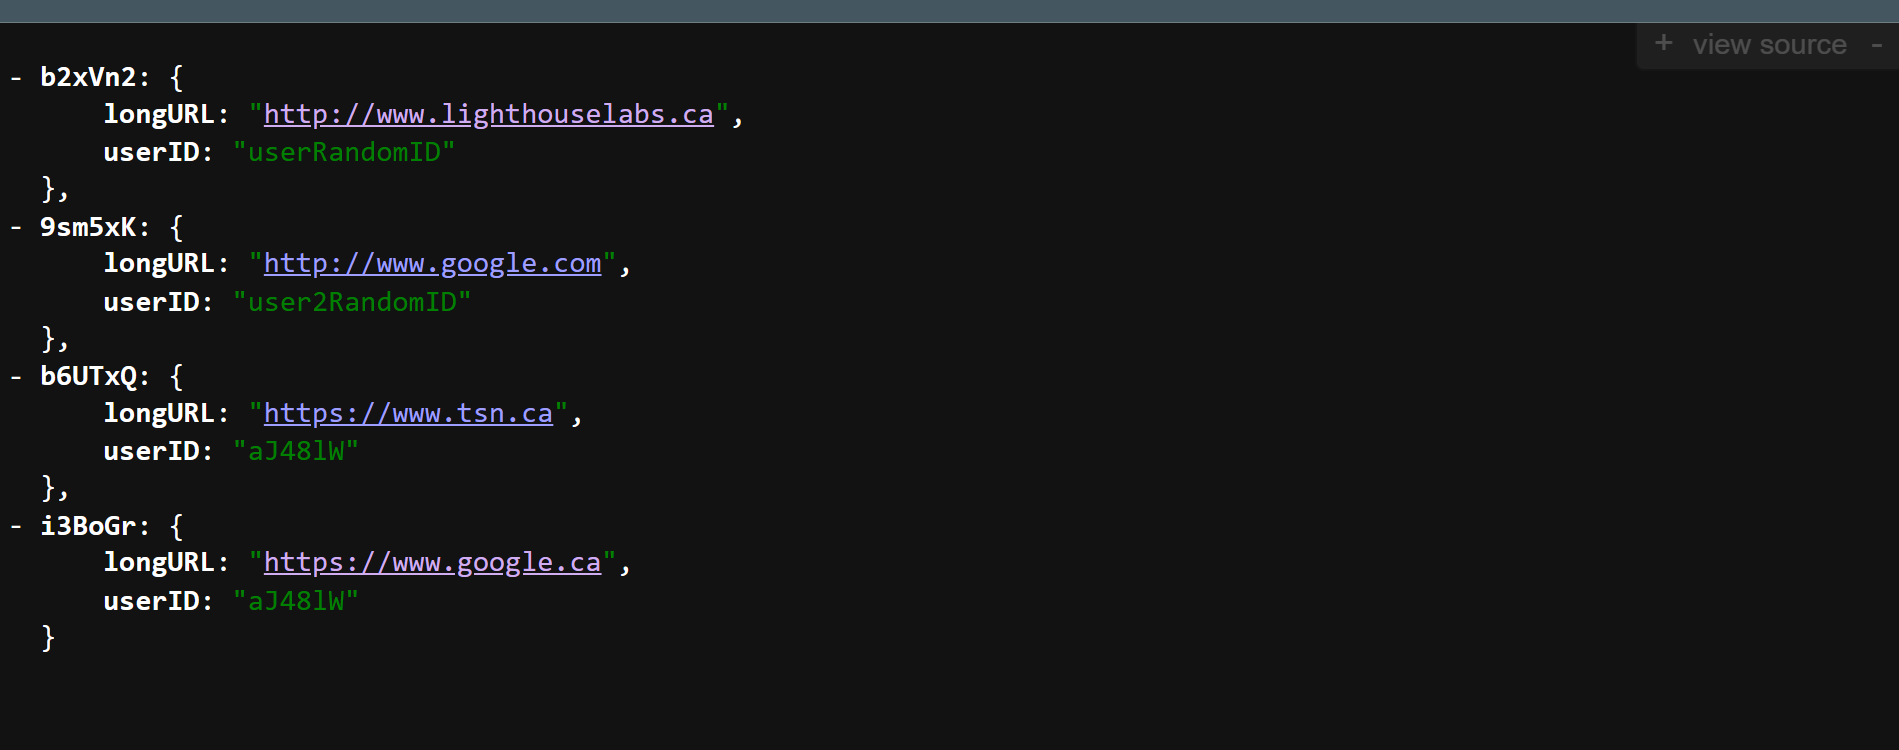 + view source -
- b2xVn2: {
longURL: "http://www.lighthouselabs.ca",
userID: "userRandomID"
},
- 9sm5xK: {
longURL: "http://www.google.com",
userID: "user2RandomID"
},
- b6UTxQ: {
longURL: "https://www.tsn.ca",
userID: "aJ48lW"
},
- i3BoGr: {
longURL: "https://www.google.ca",
userID: "aJ48lW"
}